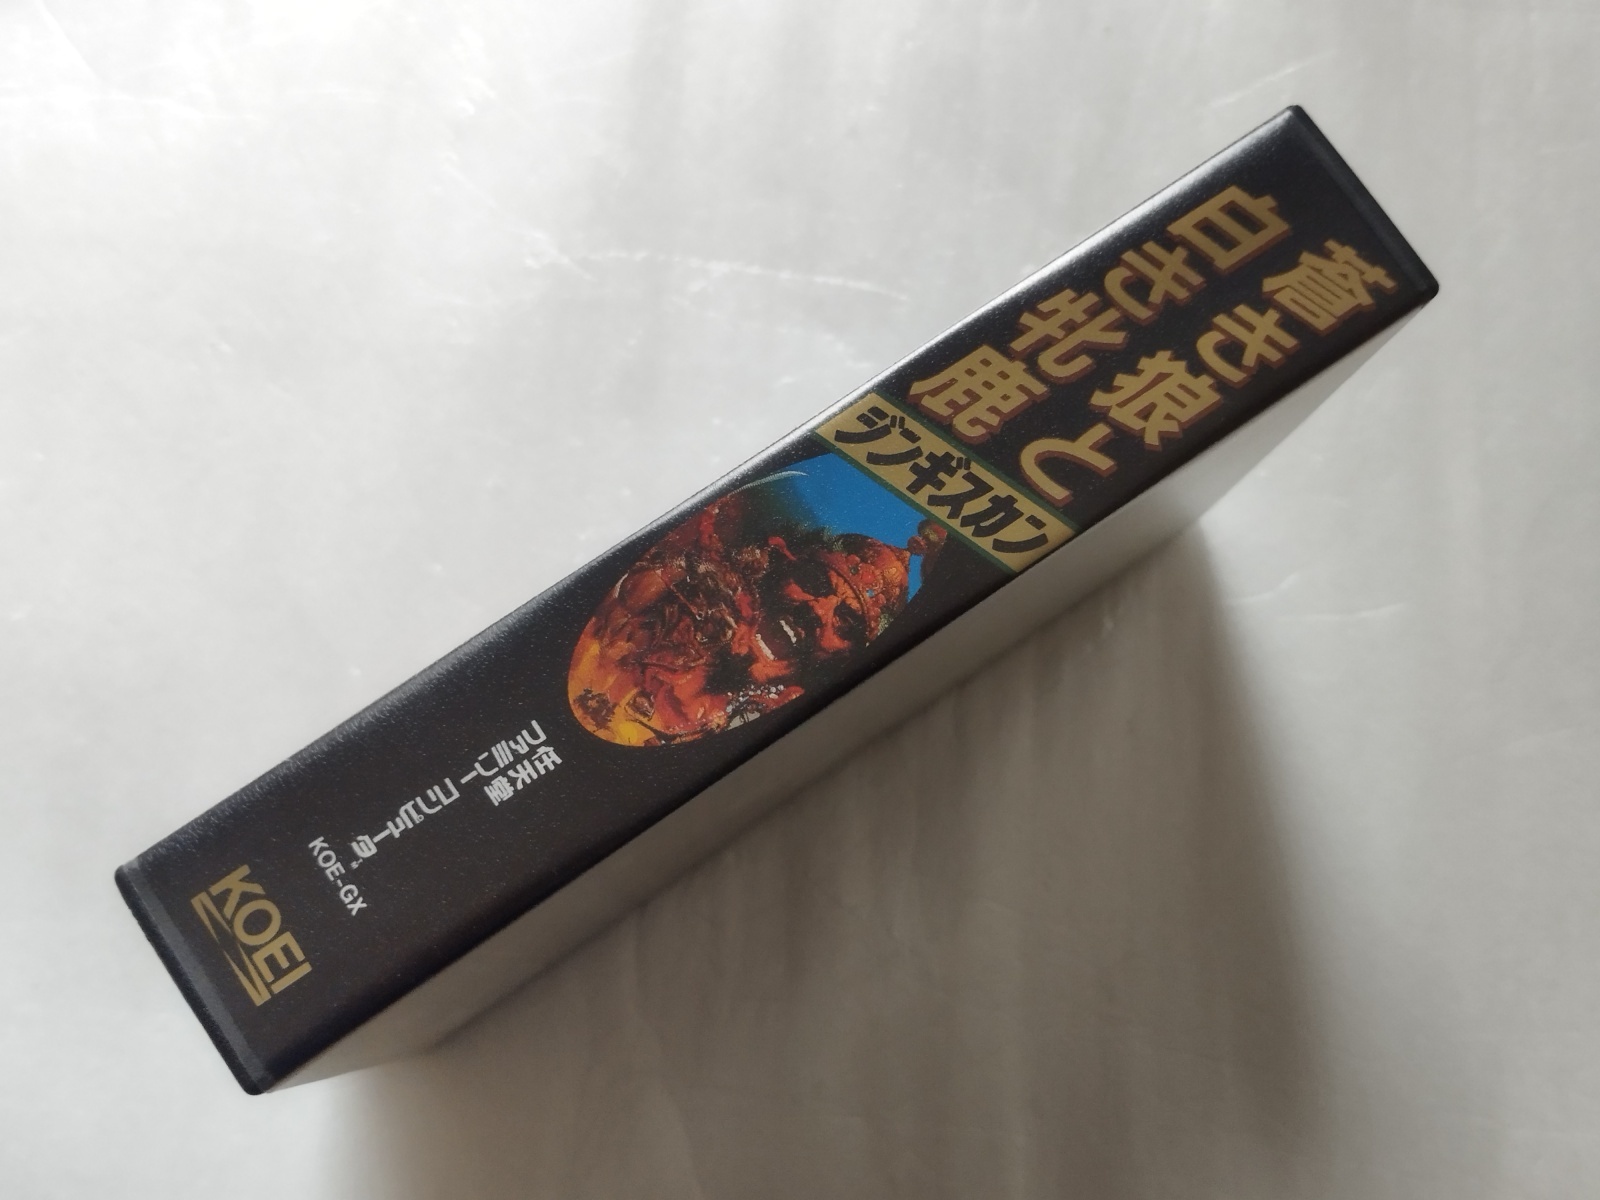 蒼き狼と
白き牝鹿
ジンギスカン
任天堂
ファミリーコンピュータ
KOE-GX
KOEI